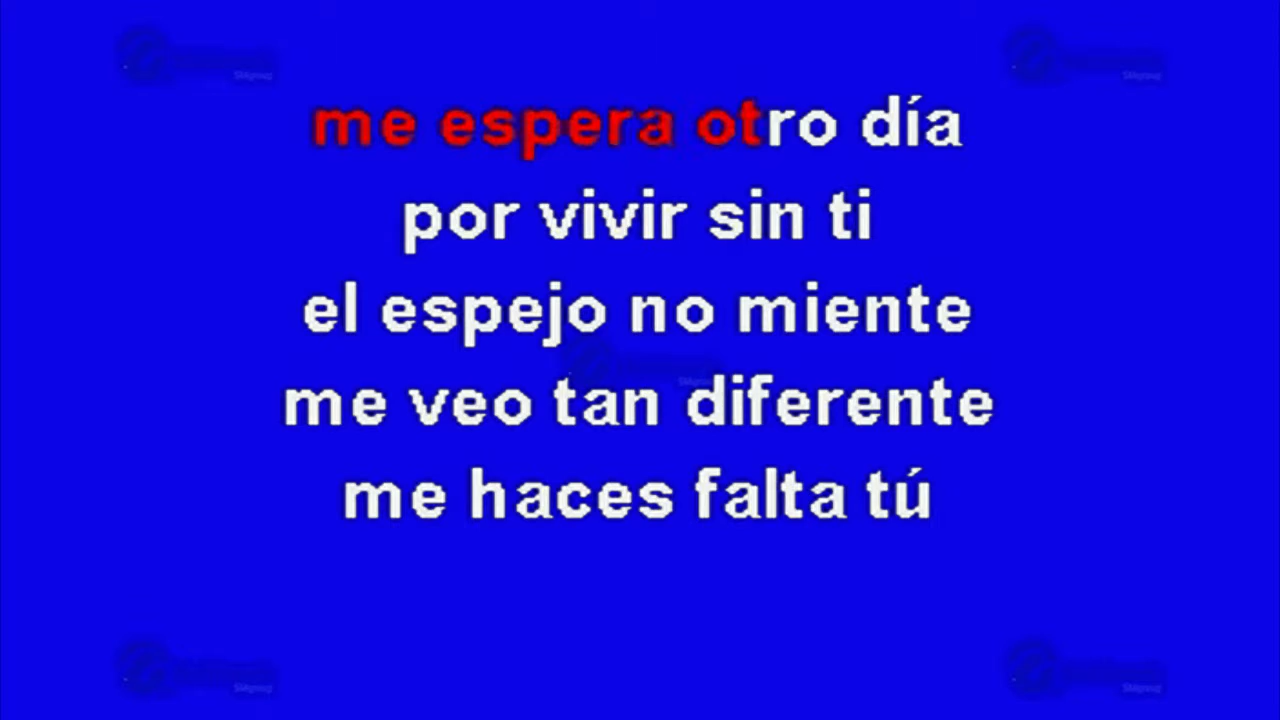 me espera otro día
por vivir sin ti
el espejo no miente
me veo tan diferente
me haces falta tú